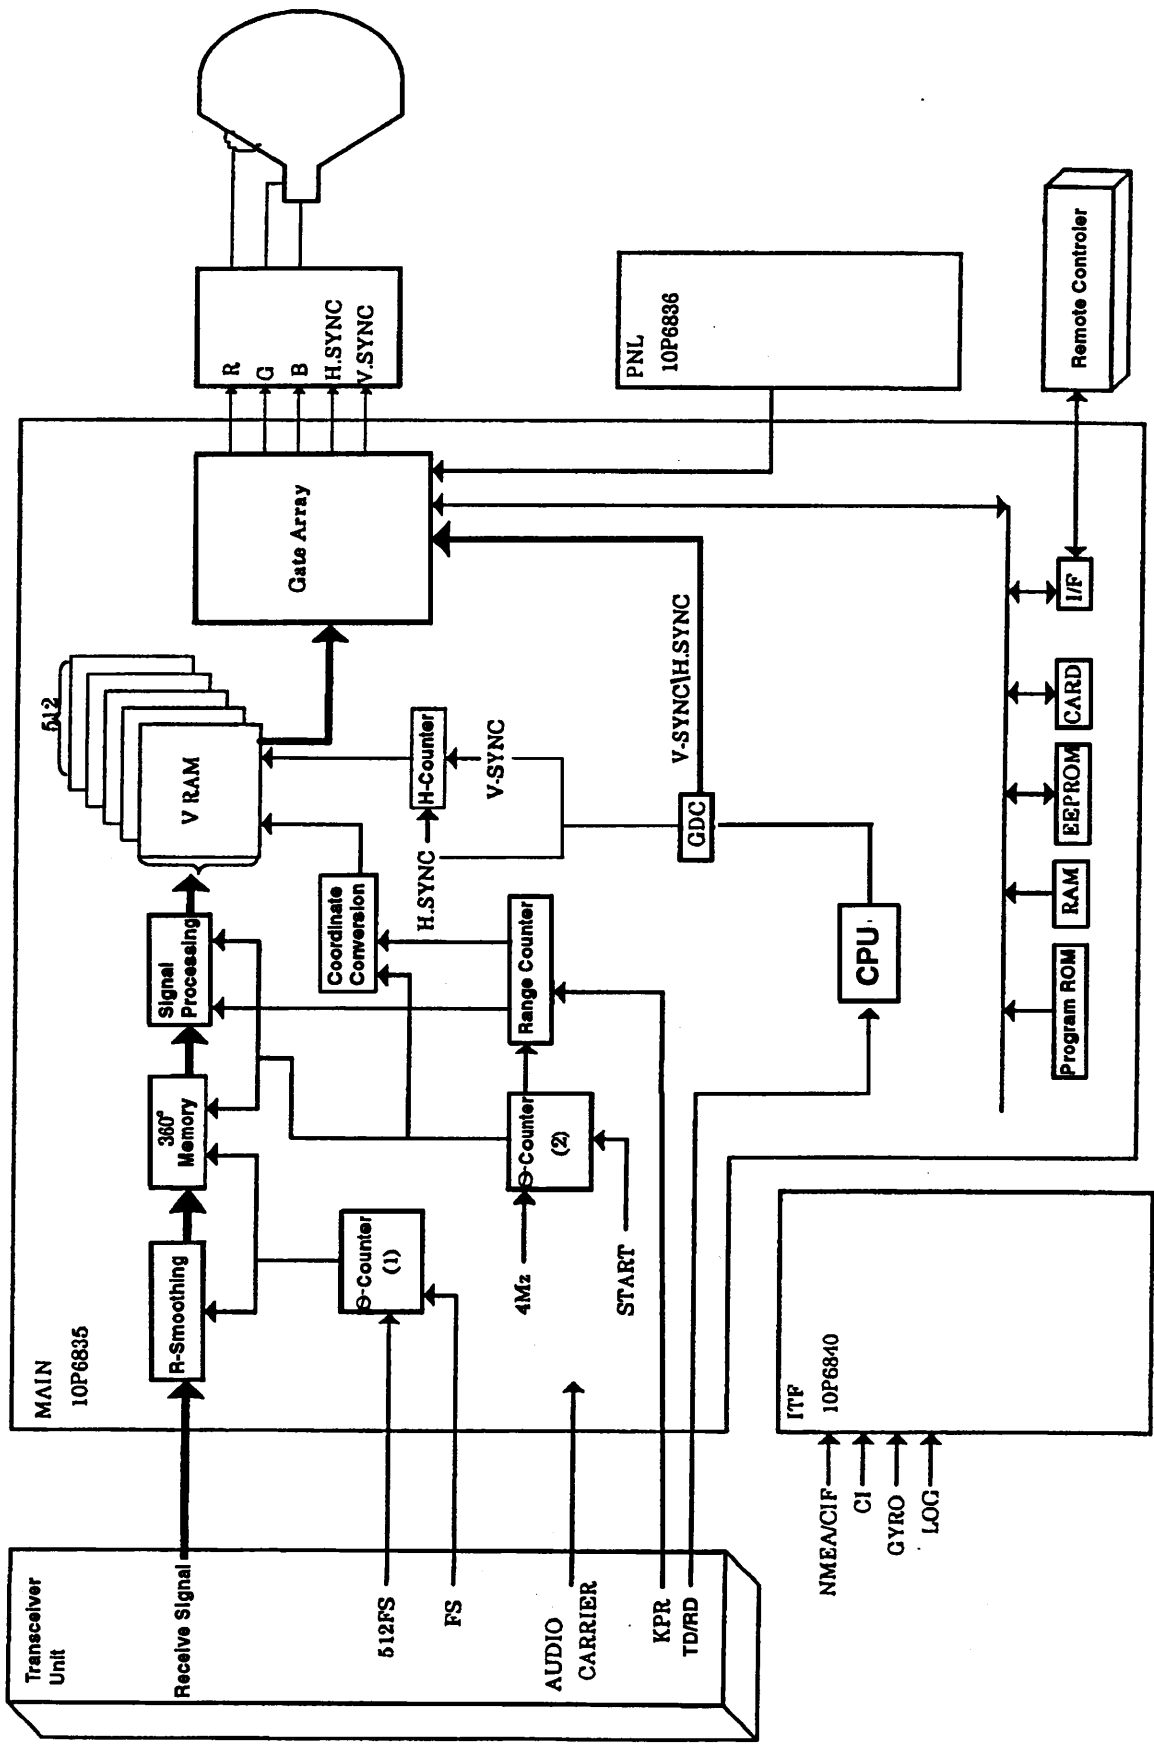 Transceiver
Unit
Receive Signal
512FS
FS
AUDIO
CARRIER
KPR
TD/RD
MAIN
10P6835
R-Smoothing
360°
Memory
Signal
Processing
512
V RAM
Θ-Counter
(1)
4Mz
START
Θ-Counter
(2)
Range Counter
Coordinate
Conversion
H.SYNC
H-Counter
V-SYNC
GDC
V-SYNC\H.SYNC
CPU
Gate Array
R
G
B
H.SYNC
V.SYNC
PNL
10P6836
Program ROM
RAM
EEPROM
CARD
I/F
Remote Controler
ITF
10P6840
NMEA/CIF
CI
GYRO
LOG